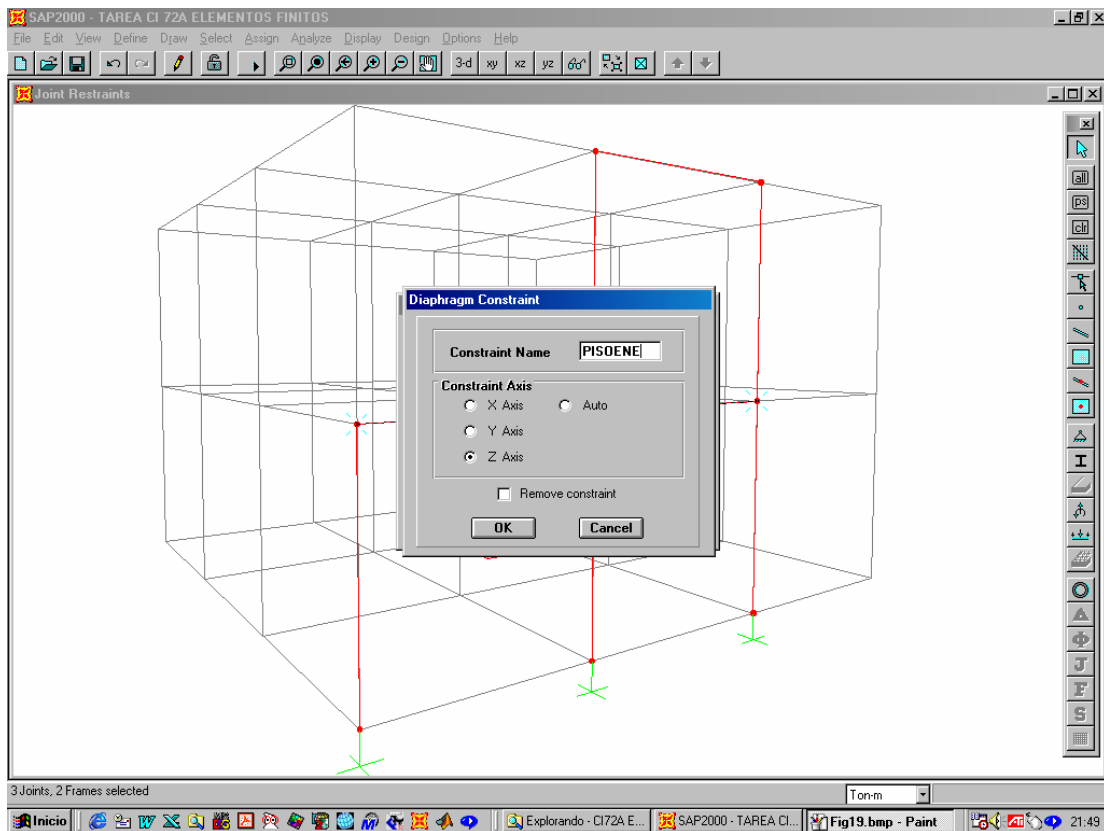 SAP2000 - TAREA CI 72A ELEMENTOS FINITOS
File Edit View Define Draw Select Assign Analyze Display Design Options Help
3-d xy xz yz
Joint Restraints
all
ps
clr
Diaphragm Constraint
Constraint Name PISOENE
Constraint Axis
X Axis Auto
Y Axis
Z Axis
Remove constraint
OK Cancel
J
F
S
3 Joints, 2 Frames selected
Ton-m
Inicio Explorando - CI72A E... SAP2000 - TAREA CI... Fig19.bmp - Paint 21:49